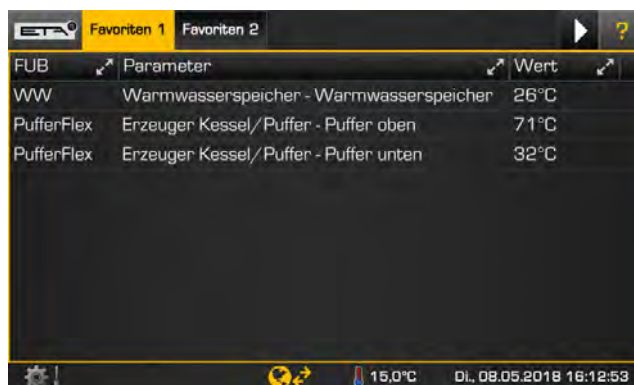 ETA Favoriten 1 Favoriten 2 ?
FUB Parameter Wert
WW Warmwasserspeicher - Warmwasserspeicher 26°C
PufferFlex Erzeuger Kessel/Puffer - Puffer oben 71°C
PufferFlex Erzeuger Kessel/Puffer - Puffer unten 32°C
! 15,0°C Di., 08.05.2018 16:12:53